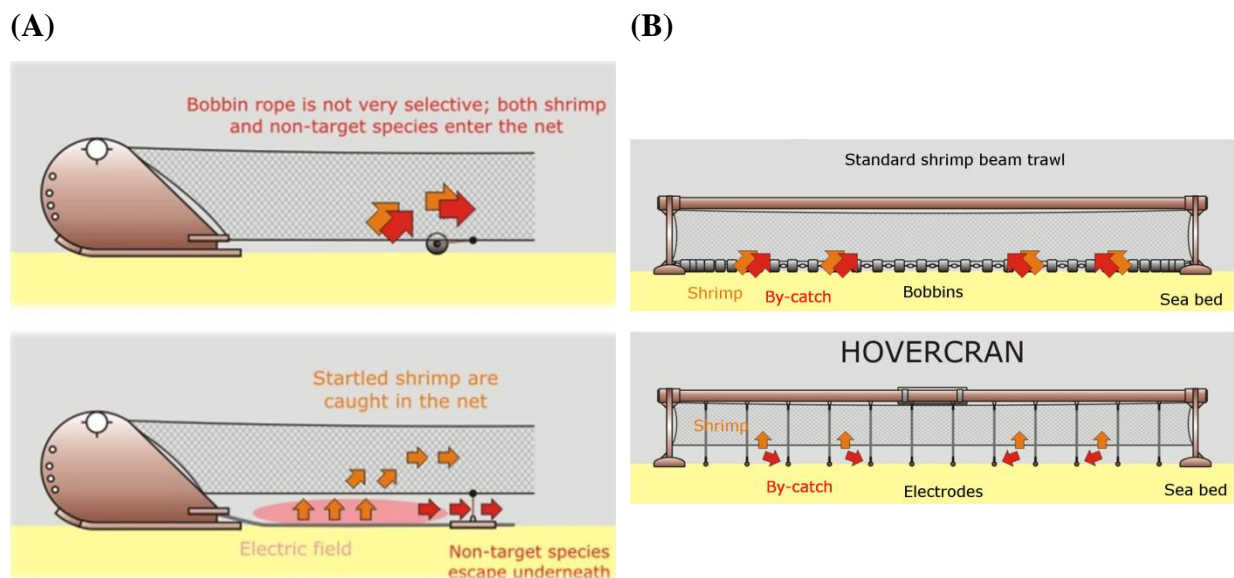 (A)
Bobbin rope is not very selective; both shrimp
and non-target species enter the net
Startled shrimp are
caught in the net
Electric field
Non-target species
escape underneath
(B)
Standard shrimp beam trawl
Shrimp
By-catch
Bobbins
Sea bed
HOVERCRAN
Shrimp
By-catch
Electrodes
Sea bed